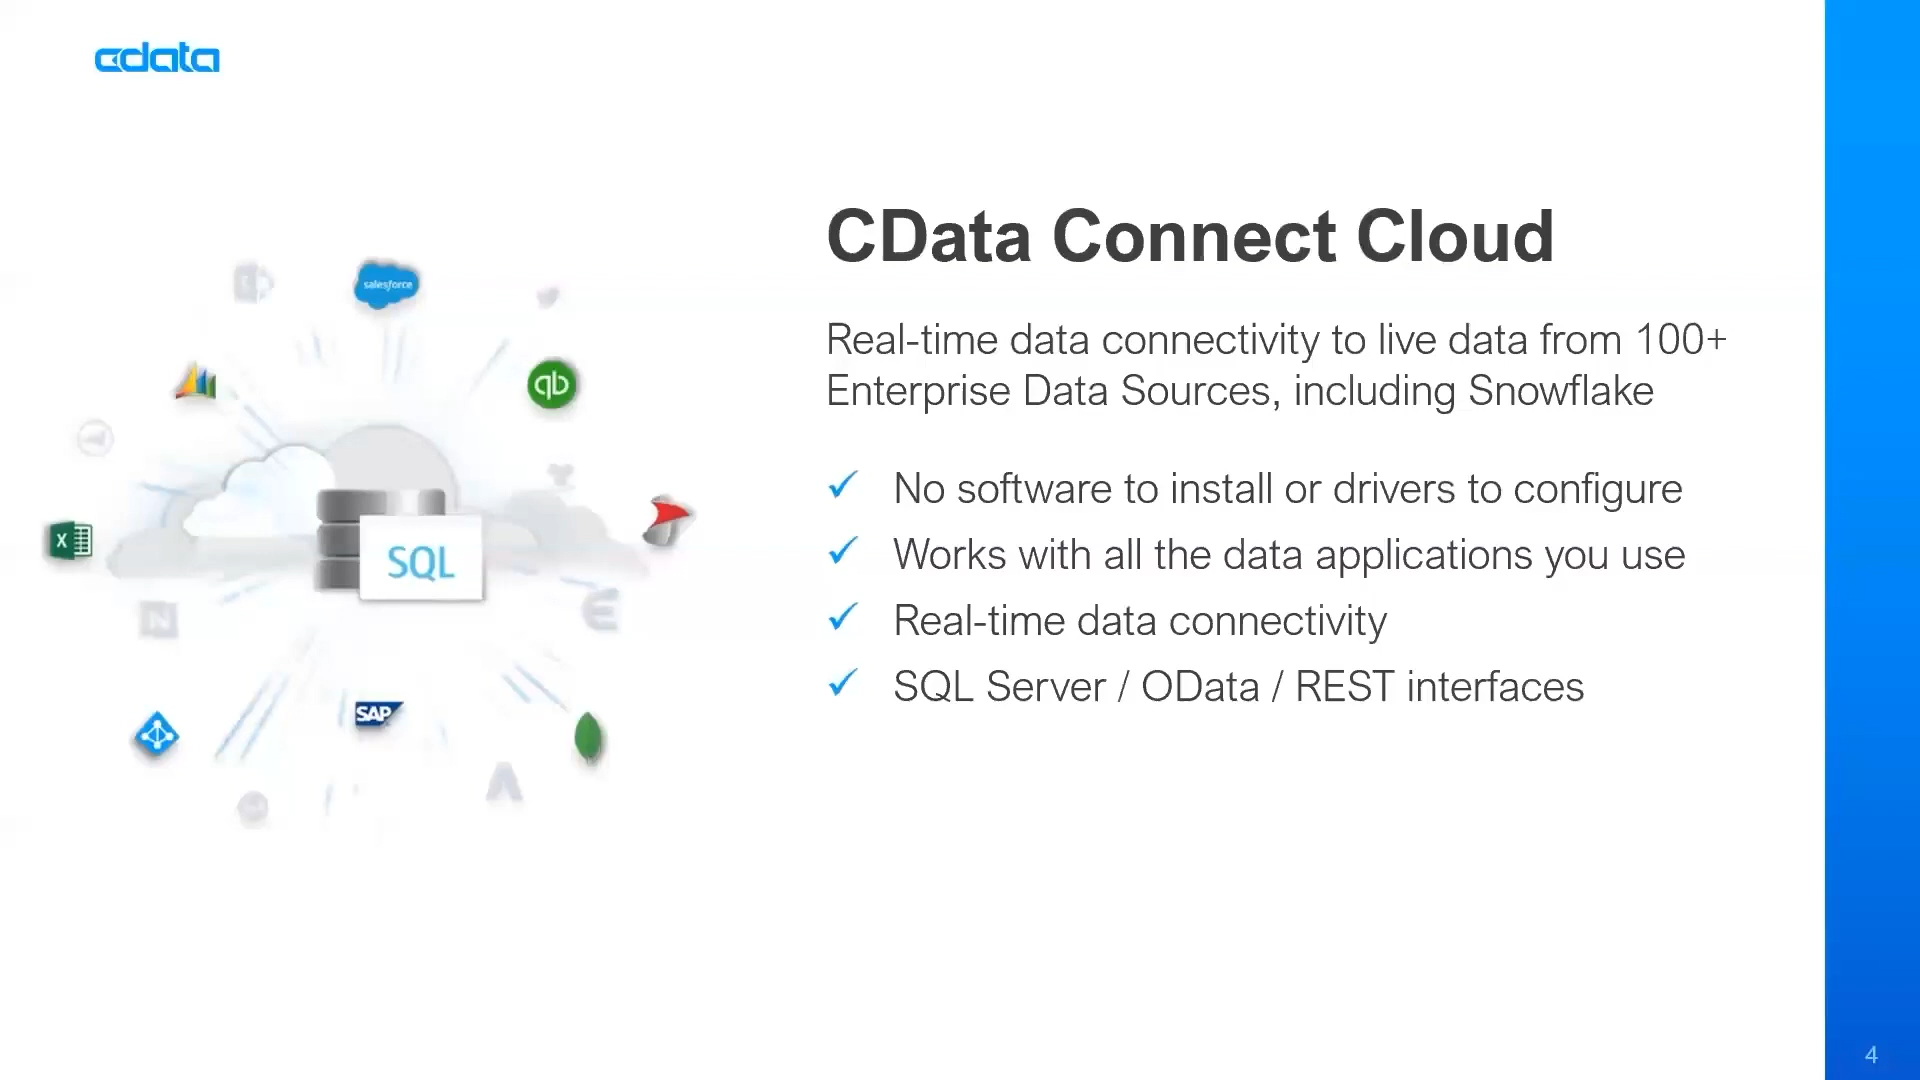 cdata
CData Connect Cloud
Real-time data connectivity to live data from 100+
Enterprise Data Sources, including Snowflake
✓ No software to install or drivers to configure
✓ Works with all the data applications you use
✓ Real-time data connectivity
✓ SQL Server / OData / REST interfaces
salesforce
qb
X
SQL
N
SAP
4